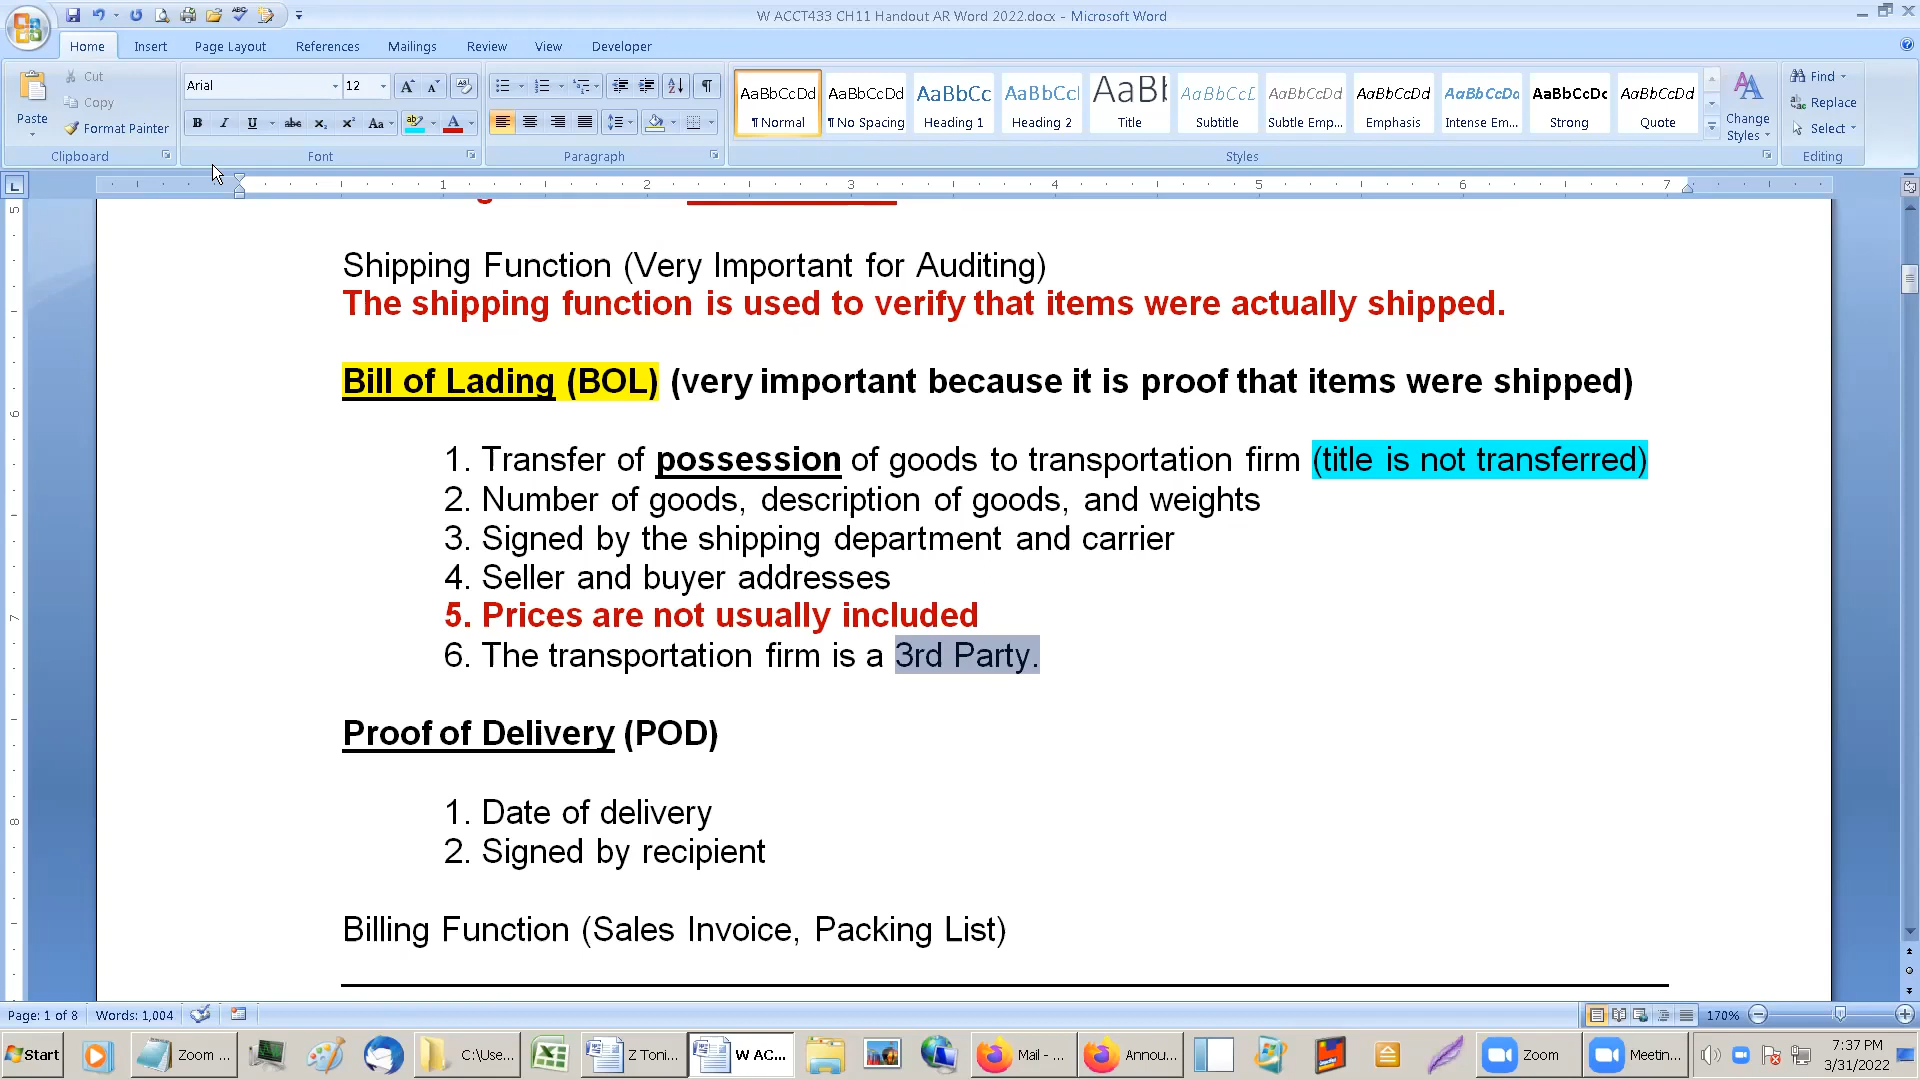 W ACCT433 CH11 Handout AR Word 2022.docx - Microsoft Word
Home Insert Page Layout References Mailings Review View Developer
Paste Cut Copy Format Painter
Arial 12
AaBbCcDd AaBbCcDd AaBbCc AaBbCcI AaBl AaBbCcL AaBbCcDd AaBbCcDd AaBbCcDa AaBbCcDc AaBbCcDd
¶ Normal ¶ No Spacing Heading 1 Heading 2 Title Subtitle Subtle Emp... Emphasis Intense Em... Strong Quote
Change Styles
Find Replace Select
Clipboard Font Paragraph Styles Editing
1 2 3 4 5 6 7
Shipping Function (Very Important for Auditing)
The shipping function is used to verify that items were actually shipped.
Bill of Lading (BOL) (very important because it is proof that items were shipped)
1. Transfer of possession of goods to transportation firm (title is not transferred)
2. Number of goods, description of goods, and weights
3. Signed by the shipping department and carrier
4. Seller and buyer addresses
5. Prices are not usually included
6. The transportation firm is a 3rd Party.
Proof of Delivery (POD)
1. Date of delivery
2. Signed by recipient
Billing Function (Sales Invoice, Packing List)
Page: 1 of 8 Words: 1,004 170%
Start Zoom ... C:\Use... Z Toni... W AC... Mail - ... Annou... Zoom Meetin... 7:37 PM
3/31/2022